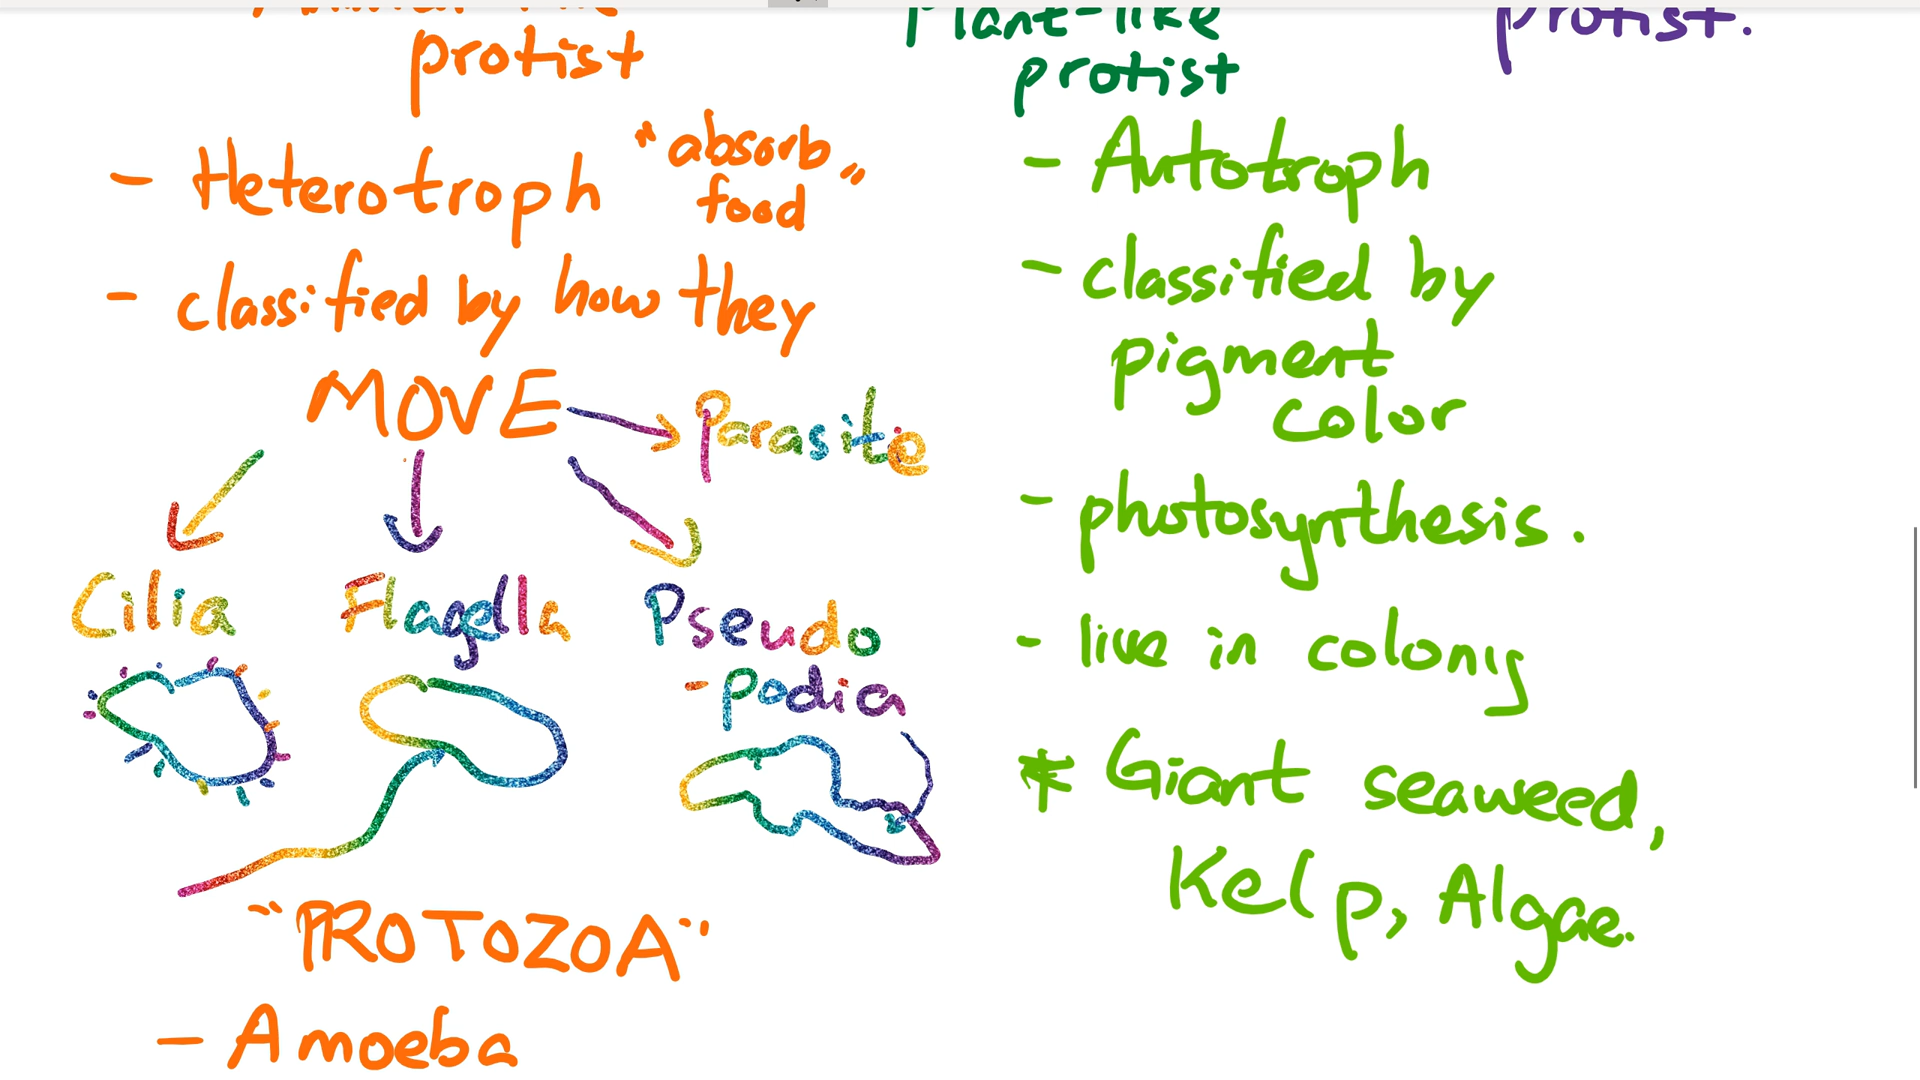 protist
- Heterotroph "absorb food"
- classified by how they
MOVE → Parasite
Cilia
Flagella
Pseudo
-podia
"PROTOZOA"
- Amoeba
Plant-like
protist
- Autotroph
- classified by
pigment
color
- photosynthesis.
- live in colony
* Giant seaweed,
Kelp, Algae.
protist.